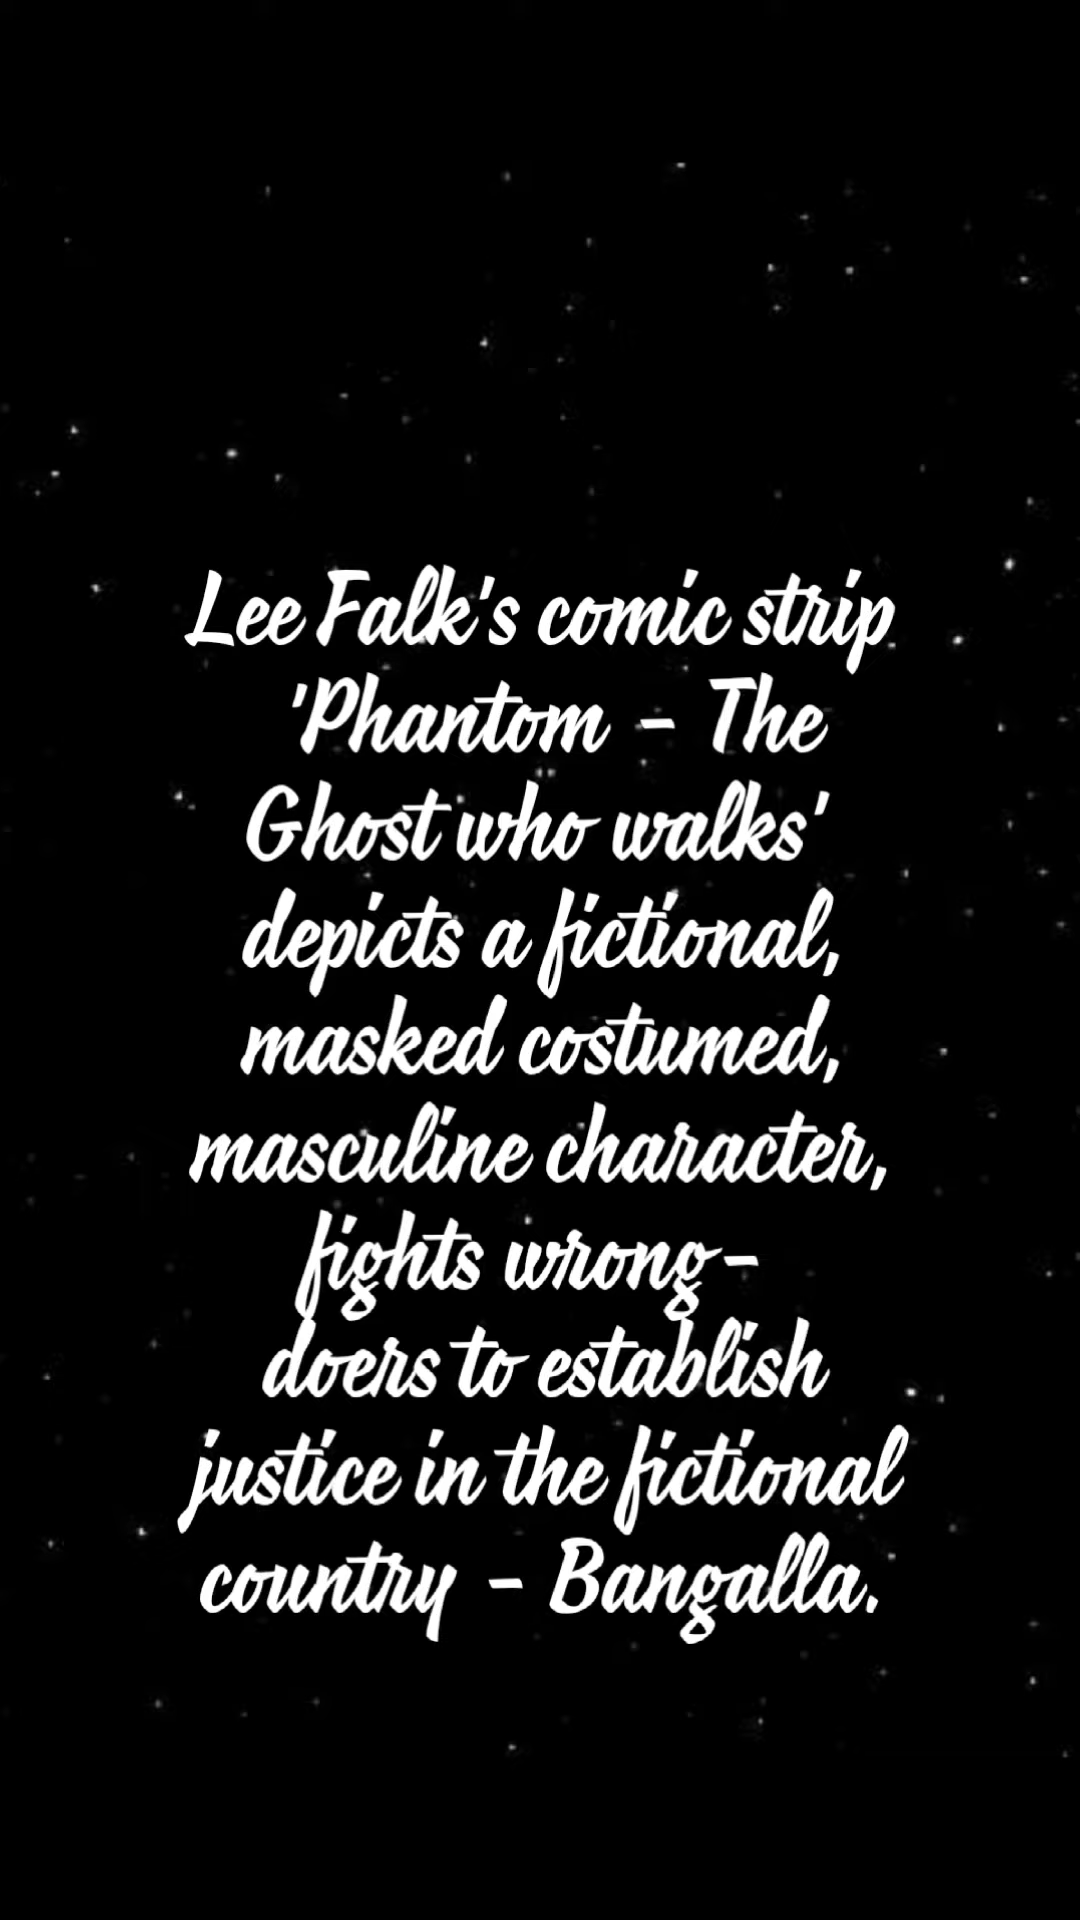 Lee Falk's comic strip
'Phantom - The
Ghost who walks'
depicts a fictional,
masked costumed,
masculine character,
fights wrong-
doers to establish
justice in the fictional
country - Bangalla.